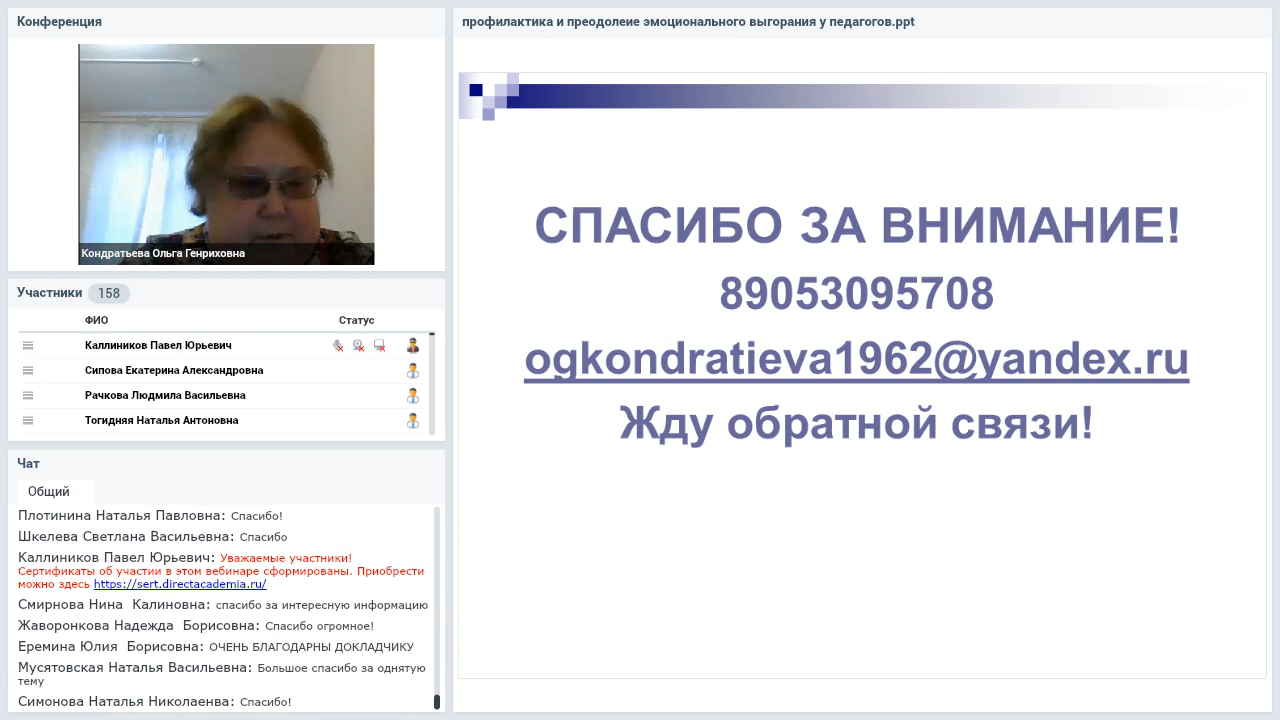 Конференция
Кондратьева Ольга Генриховна
Участники 158
ФИО Статус
Каллиников Павел Юрьевич
Сипова Екатерина Александровна
Рачкова Людмила Васильевна
Тогидняя Наталья Антоновна
Чат
Общий
Плотинина Наталья Павловна: Спасибо!
Шкелева Светлана Васильевна: Спасибо
Каллиников Павел Юрьевич: Уважаемые участники!
Сертификаты об участии в этом вебинаре сформированы. Приобрести
можно здесь https://sert.directacademia.ru/
Смирнова Нина  Калиновна: спасибо за интересную информацию
Жаворонкова Надежда  Борисовна: Спасибо огромное!
Еремина Юлия  Борисовна: ОЧЕНЬ БЛАГОДАРНЫ ДОКЛАДЧИКУ
Мусятовская Наталья Васильевна: Большое спасибо за однятую
тему
Симонова Наталья Николаенва: Спасибо!
профилактика и преодолеие эмоционального выгорания у педагогов.ppt
СПАСИБО ЗА ВНИМАНИЕ!
89053095708
ogkondratieva1962@yandex.ru
Жду обратной связи!